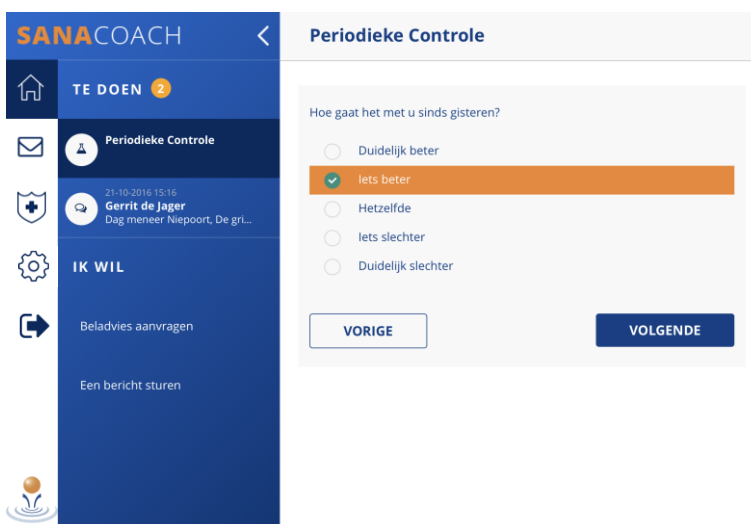 SANACOACH
TE DOEN 2
Periodieke Controle
21-10-2016 15:16
Gerrit de Jager
Dag meneer Niepoort, De gri...
IK WIL
Beladvies aanvragen
Een bericht sturen
Periodieke Controle
Hoe gaat het met u sinds gisteren?
Duidelijk beter
Iets beter
Hetzelfde
Iets slechter
Duidelijk slechter
VORIGE
VOLGENDE